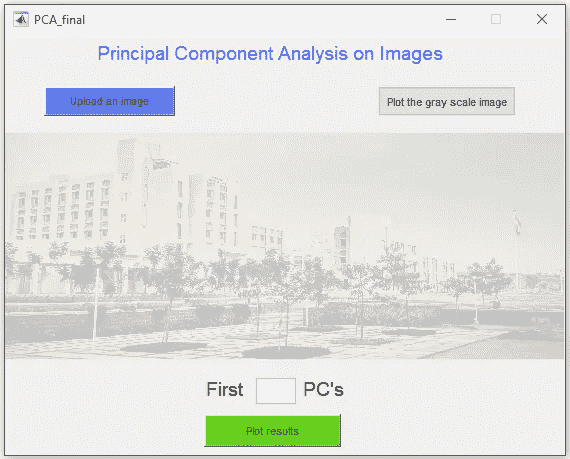 PCA_final
Principal Component Analysis on Images
Upload an image
Plot the gray scale image
First PC's
Plot results